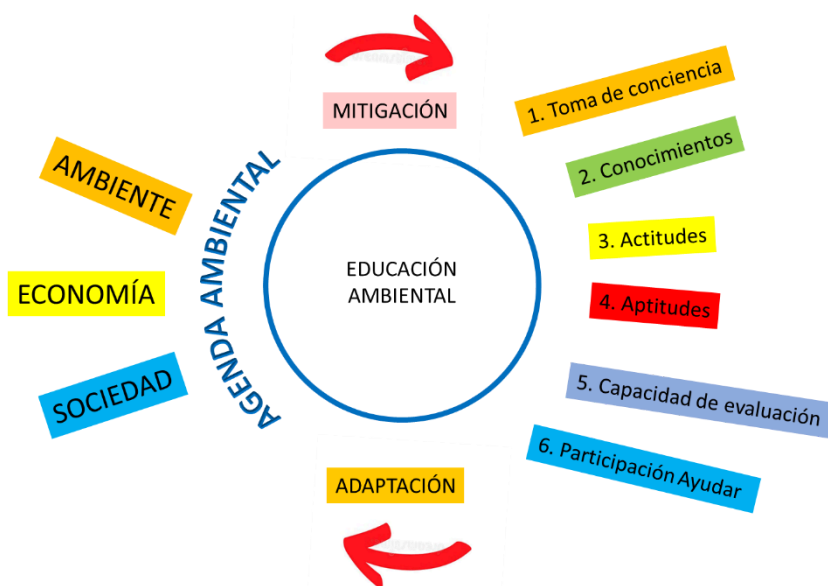 MITIGACIÓN
AGENDA AMBIENTAL
AMBIENTE
ECONOMÍA
SOCIEDAD
EDUCACIÓN
AMBIENTAL
1. Toma de conciencia
2. Conocimientos
3. Actitudes
4. Aptitudes
5. Capacidad de evaluación
6. Participación Ayudar
ADAPTACIÓN